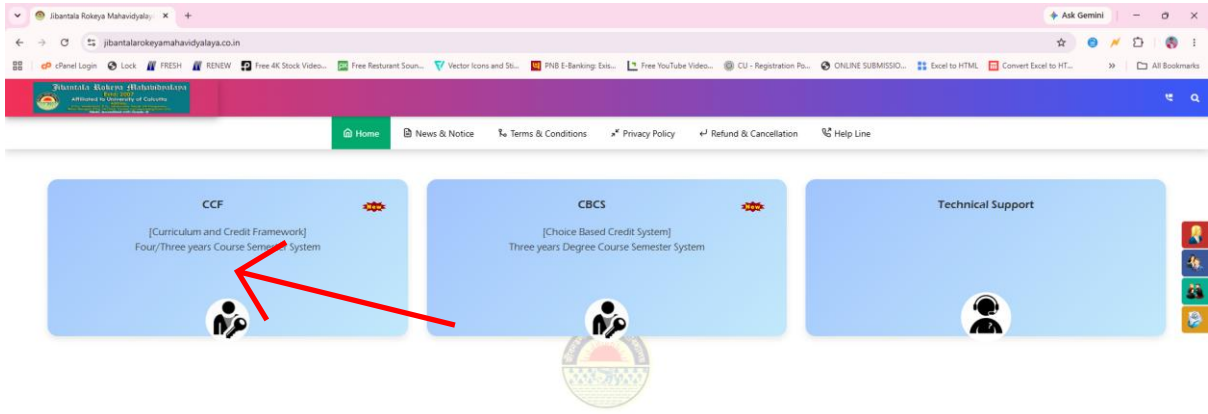 Jibantala Rokeya Mahavidyalay
Ask Gemini
jibantalarokeyamahavidyalaya.co.in
cPanel Login
Lock
FRESH
RENEW
Free 4K Stock Video...
Free Resturant Soun...
Vector Icons and Sti...
PNB E-Banking: Exis...
Free YouTube Video...
CU - Registration Po...
ONLINE SUBMISSIO...
Excel to HTML
Convert Excel to HT...
All Bookmarks
Jibantala Rokeya Mahavidyalaya
Estd: 2007
Affiliated to University of Calcutta
Home
News & Notice
Terms & Conditions
Privacy Policy
Refund & Cancellation
Help Line
CCF
New
[Curriculum and Credit Framework]
Four/Three years Course Semester System
CBCS
New
[Choice Based Credit System]
Three years Degree Course Semester System
Technical Support